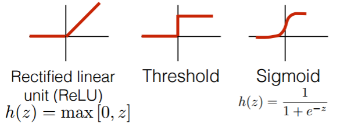 Rectified linear
unit (ReLU)
h(z) = max [0, z]
Threshold
Sigmoid
h(z) = 1 / 1 + e^{-z}